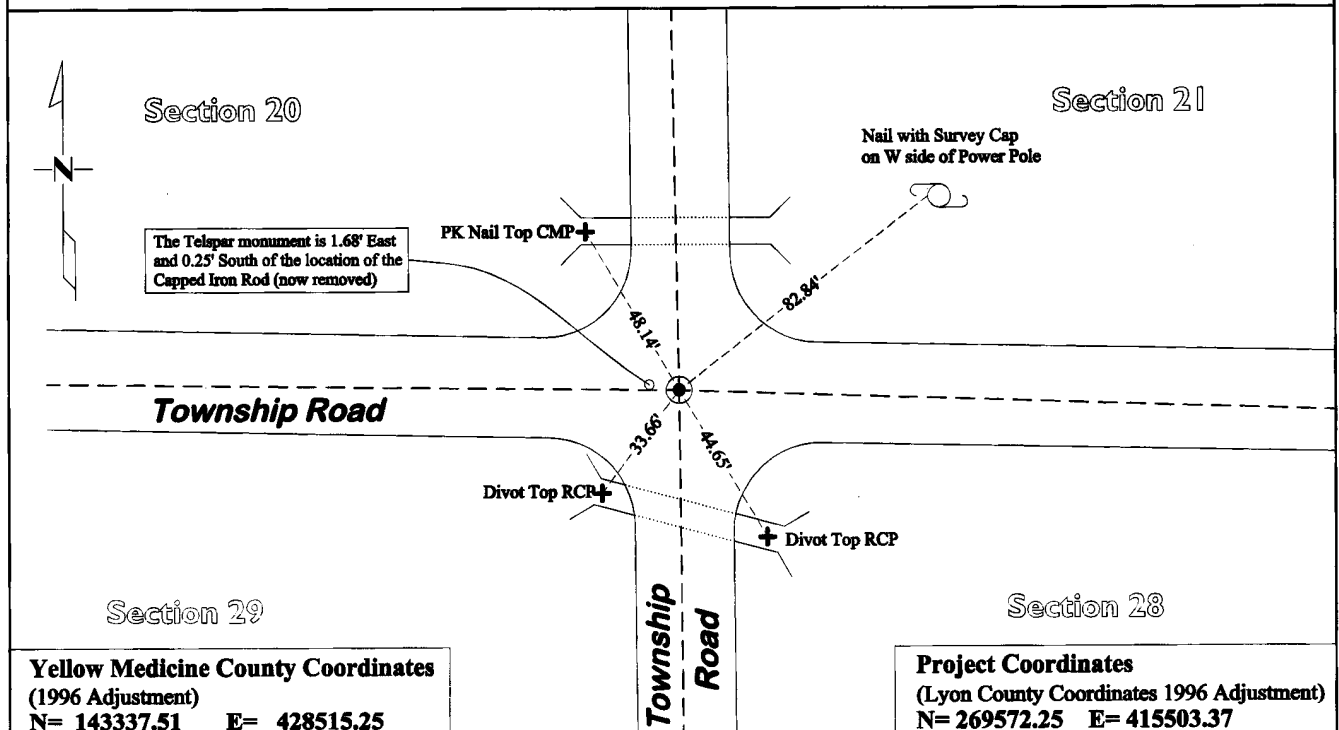 Section 20
Section 21
Nail with Survey Cap
on W side of Power Pole
N
PK Nail Top CMP
The Telspar monument is 1.68' East
and 0.25' South of the location of the
Capped Iron Rod (now removed)
48.14'
82.84'
Township Road
33.66'
44.65'
Divot Top RCP
Divot Top RCP
Section 29
Section 28
Township
Road
Yellow Medicine County Coordinates
(1996 Adjustment)
N= 143337.51 E= 428515.25
Project Coordinates
(Lyon County Coordinates 1996 Adjustment)
N= 269572.25 E= 415503.37